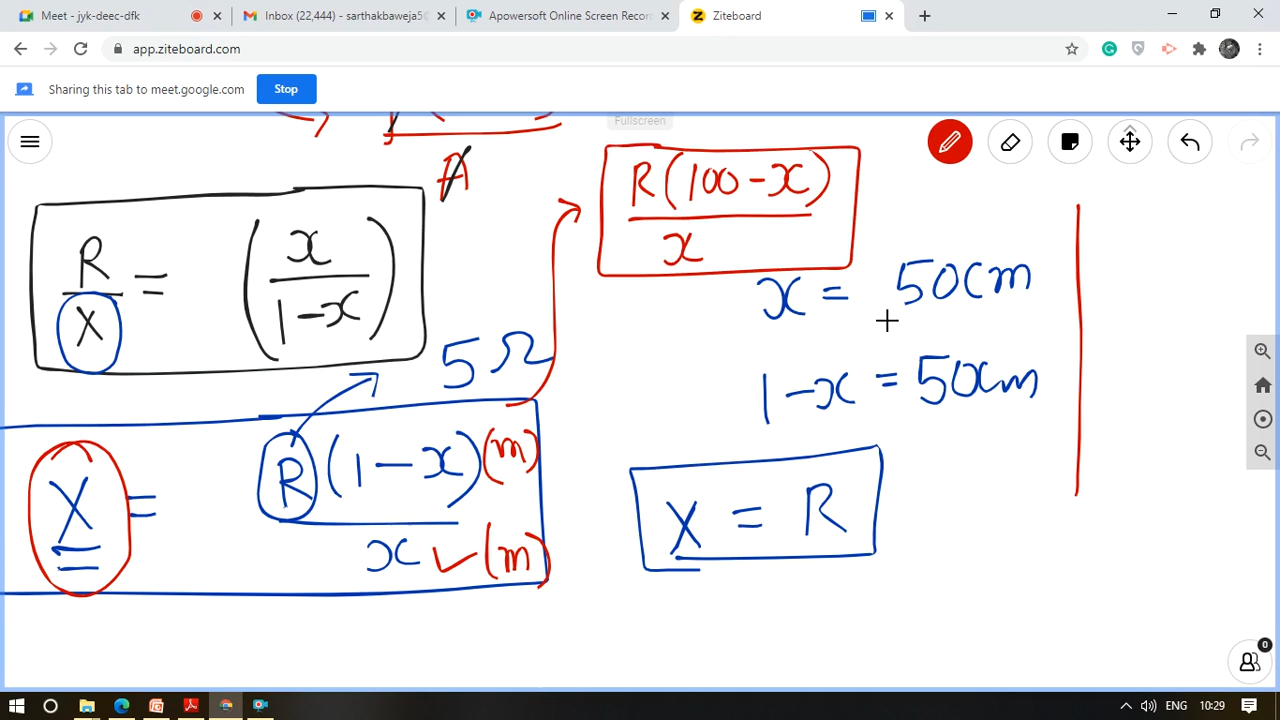 Meet - jyk-deec-dfk
Inbox (22,444) - sarthakbaweja5
Apowersoft Online Screen Recor
Ziteboard
app.ziteboard.com
Sharing this tab to meet.google.com
Stop
Fullscreen
A
R/X = (x/1-x)
R(100-x)/x
x = 50cm
1-x = 50cm
5Ω
X = R(1-x)(m)/x✓(m)
X = R
0
ENG
10:29